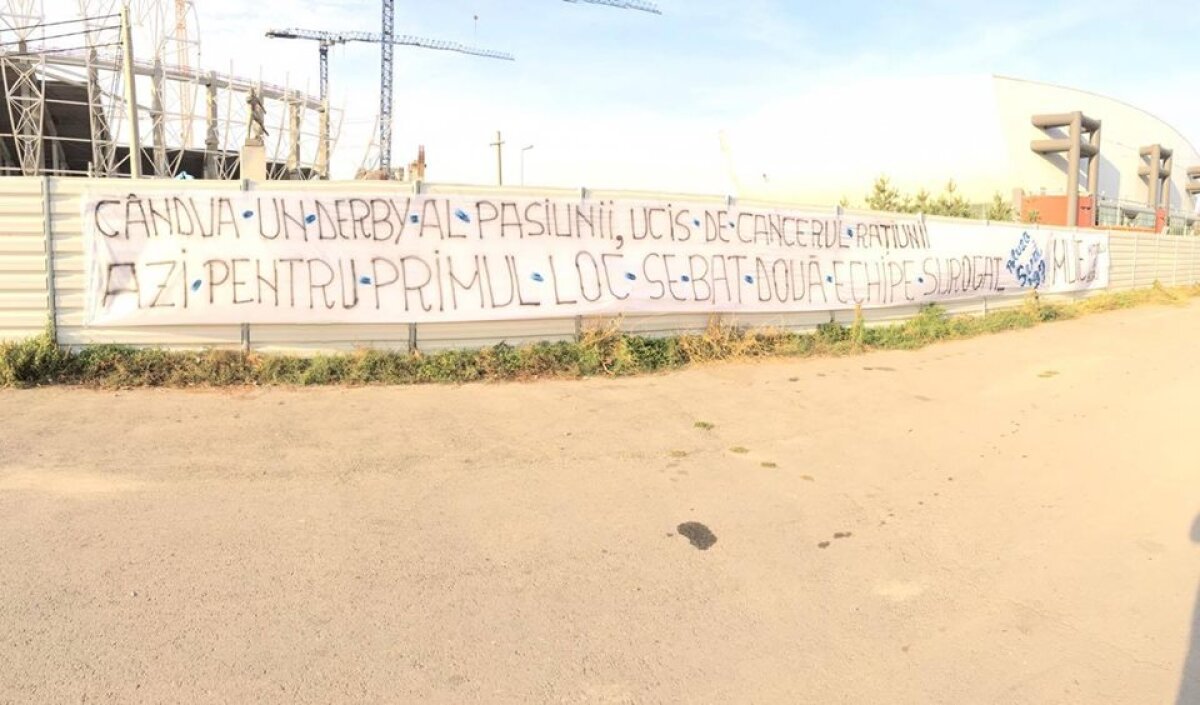 CÂNDVA·UN·DERBY·AL·PASIUNII, UCIS·DE·CANCERUL·RAȚIUNII
AZI·PENTRU·PRIMUL·LOC·SE·BAT·DOUĂ·ECHIPE·SUROGAT